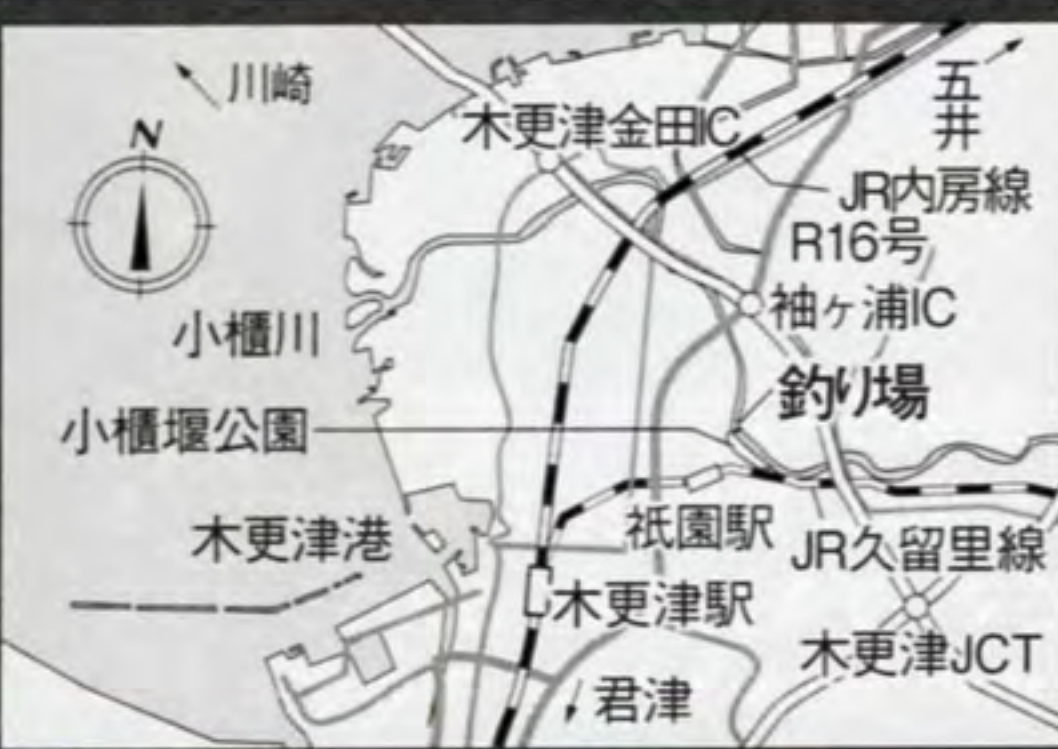 川崎
N
木更津金田IC
五井
JR内房線
R16号
袖ヶ浦IC
小櫃川
釣り場
小櫃堰公園
木更津港
祇園駅
JR久留里線
木更津駅
木更津JCT
君津